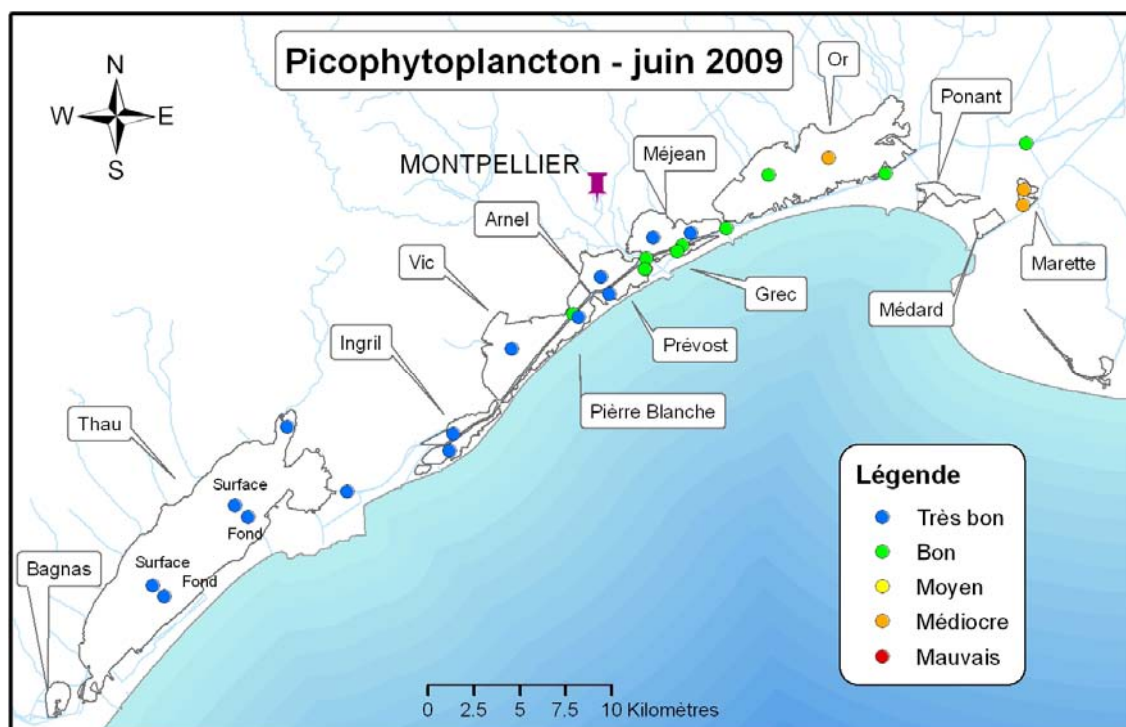 Picophytoplancton - juin 2009
N
W
E
S
Or
Ponant
MONTPELLIER
Méjean
Arnel
Vic
Marette
Grec
Médard
Ingril
Prévost
Pièrre Blanche
Thau
Surface
Fond
Surface
Fond
Bagnas
Légende
Très bon
Bon
Moyen
Médiocre
Mauvais
0 2.5 5 7.5 10 Kilomètres